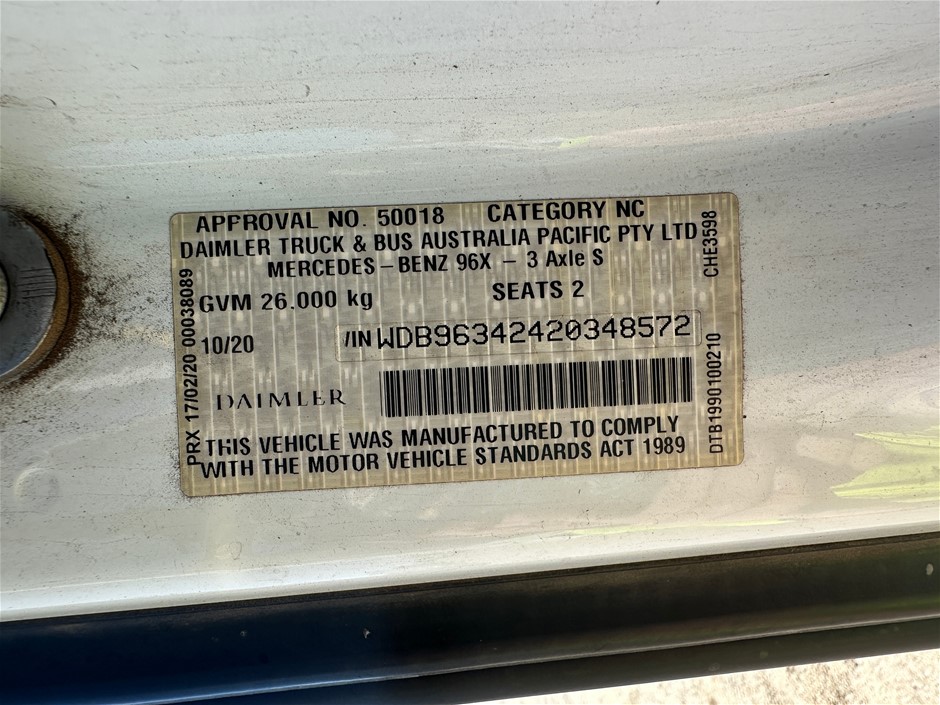 APPROVAL NO. 50018 CATEGORY NC
DAIMLER TRUCK & BUS AUSTRALIA PACIFIC PTY LTD
MERCEDES-BENZ 96X - 3 Axle S
GVM 26.000 kg SEATS 2
10/20 VIN WDB96342420348572
DAIMLER
THIS VEHICLE WAS MANUFACTURED TO COMPLY
WITH THE MOTOR VEHICLE STANDARDS ACT 1989
PRX 17/02/20 00038089
CHE3598
DTB1990100210